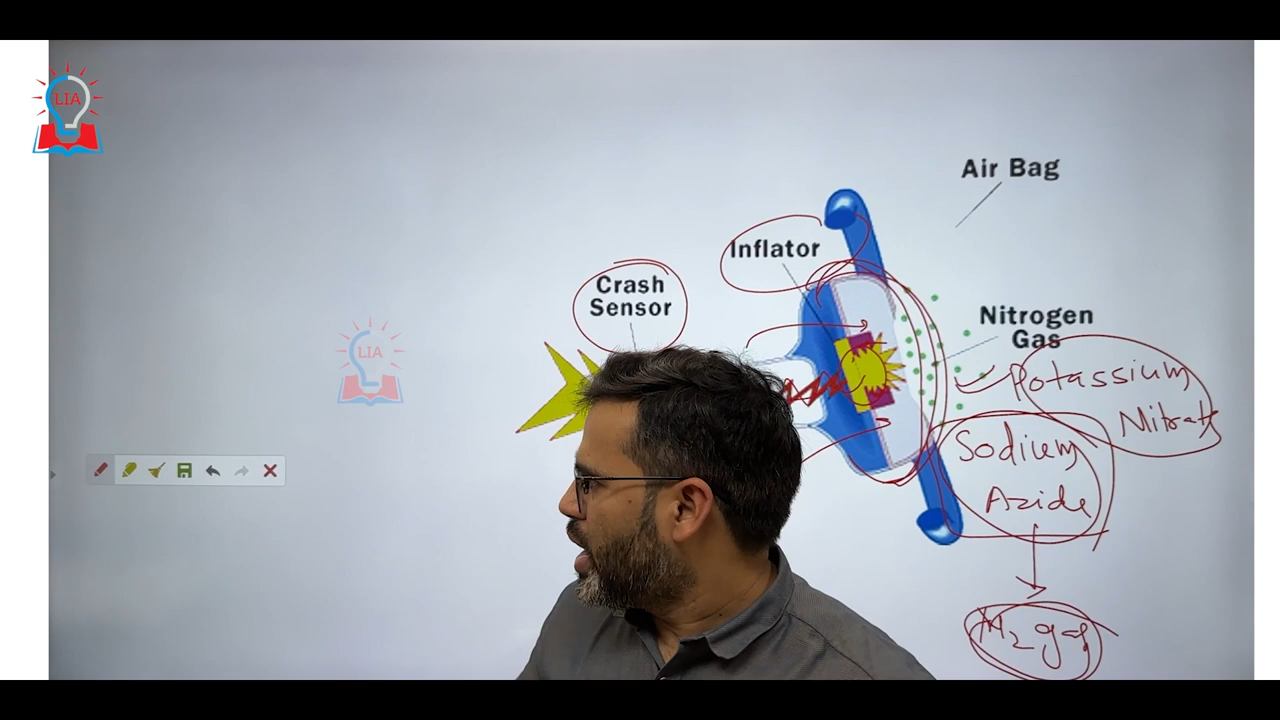 LIA
Air Bag
Inflator
Crash
Sensor
Nitrogen
Gas
Potassium
Nitrate
Sodium
Azide
N2 gas
LIA